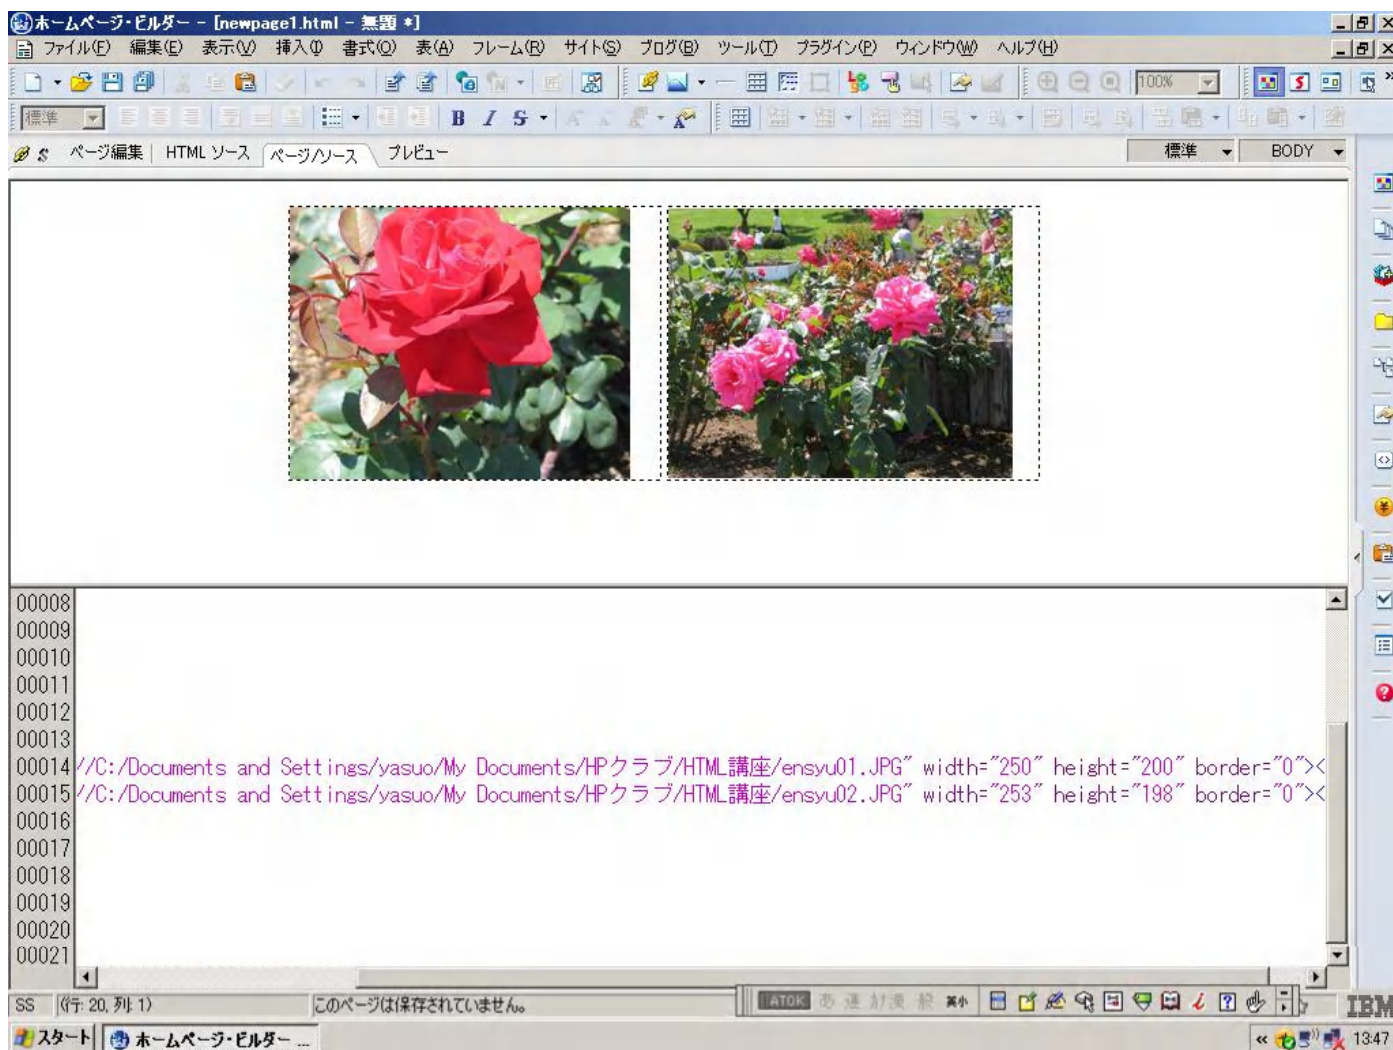 ホームページ・ビルダー - [newpage1.html - 無題 *]
ファイル(F) 編集(E) 表示(V) 挿入(I) 書式(O) 表(A) フレーム(R) サイト(S) ブログ(B) ツール(T) プラグイン(P) ウィンドウ(W) ヘルプ(H)
100%
標準 B I S
ページ編集 HTML ソース ページ/ソース プレビュー 標準 BODY
00008
00009
00010
00011
00012
00013
00014 //C:/Documents and Settings/yasuo/My Documents/HPクラブ/HTML講座/ensyu01.JPG" width="250" height="200" border="0"><
00015 //C:/Documents and Settings/yasuo/My Documents/HPクラブ/HTML講座/ensyu02.JPG" width="253" height="198" border="0"><
00016
00017
00018
00019
00020
00021
SS (行: 20, 列: 1) このページは保存されていません。 ATOK あ 連 漢 般 英小 IBM
スタート ホームページ・ビルダー ... « 13:47